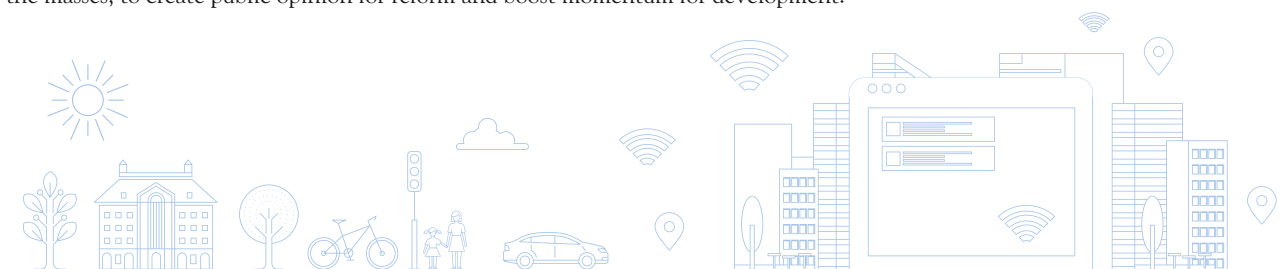 the masses, to create public opinion for reform and boost momentum for development.